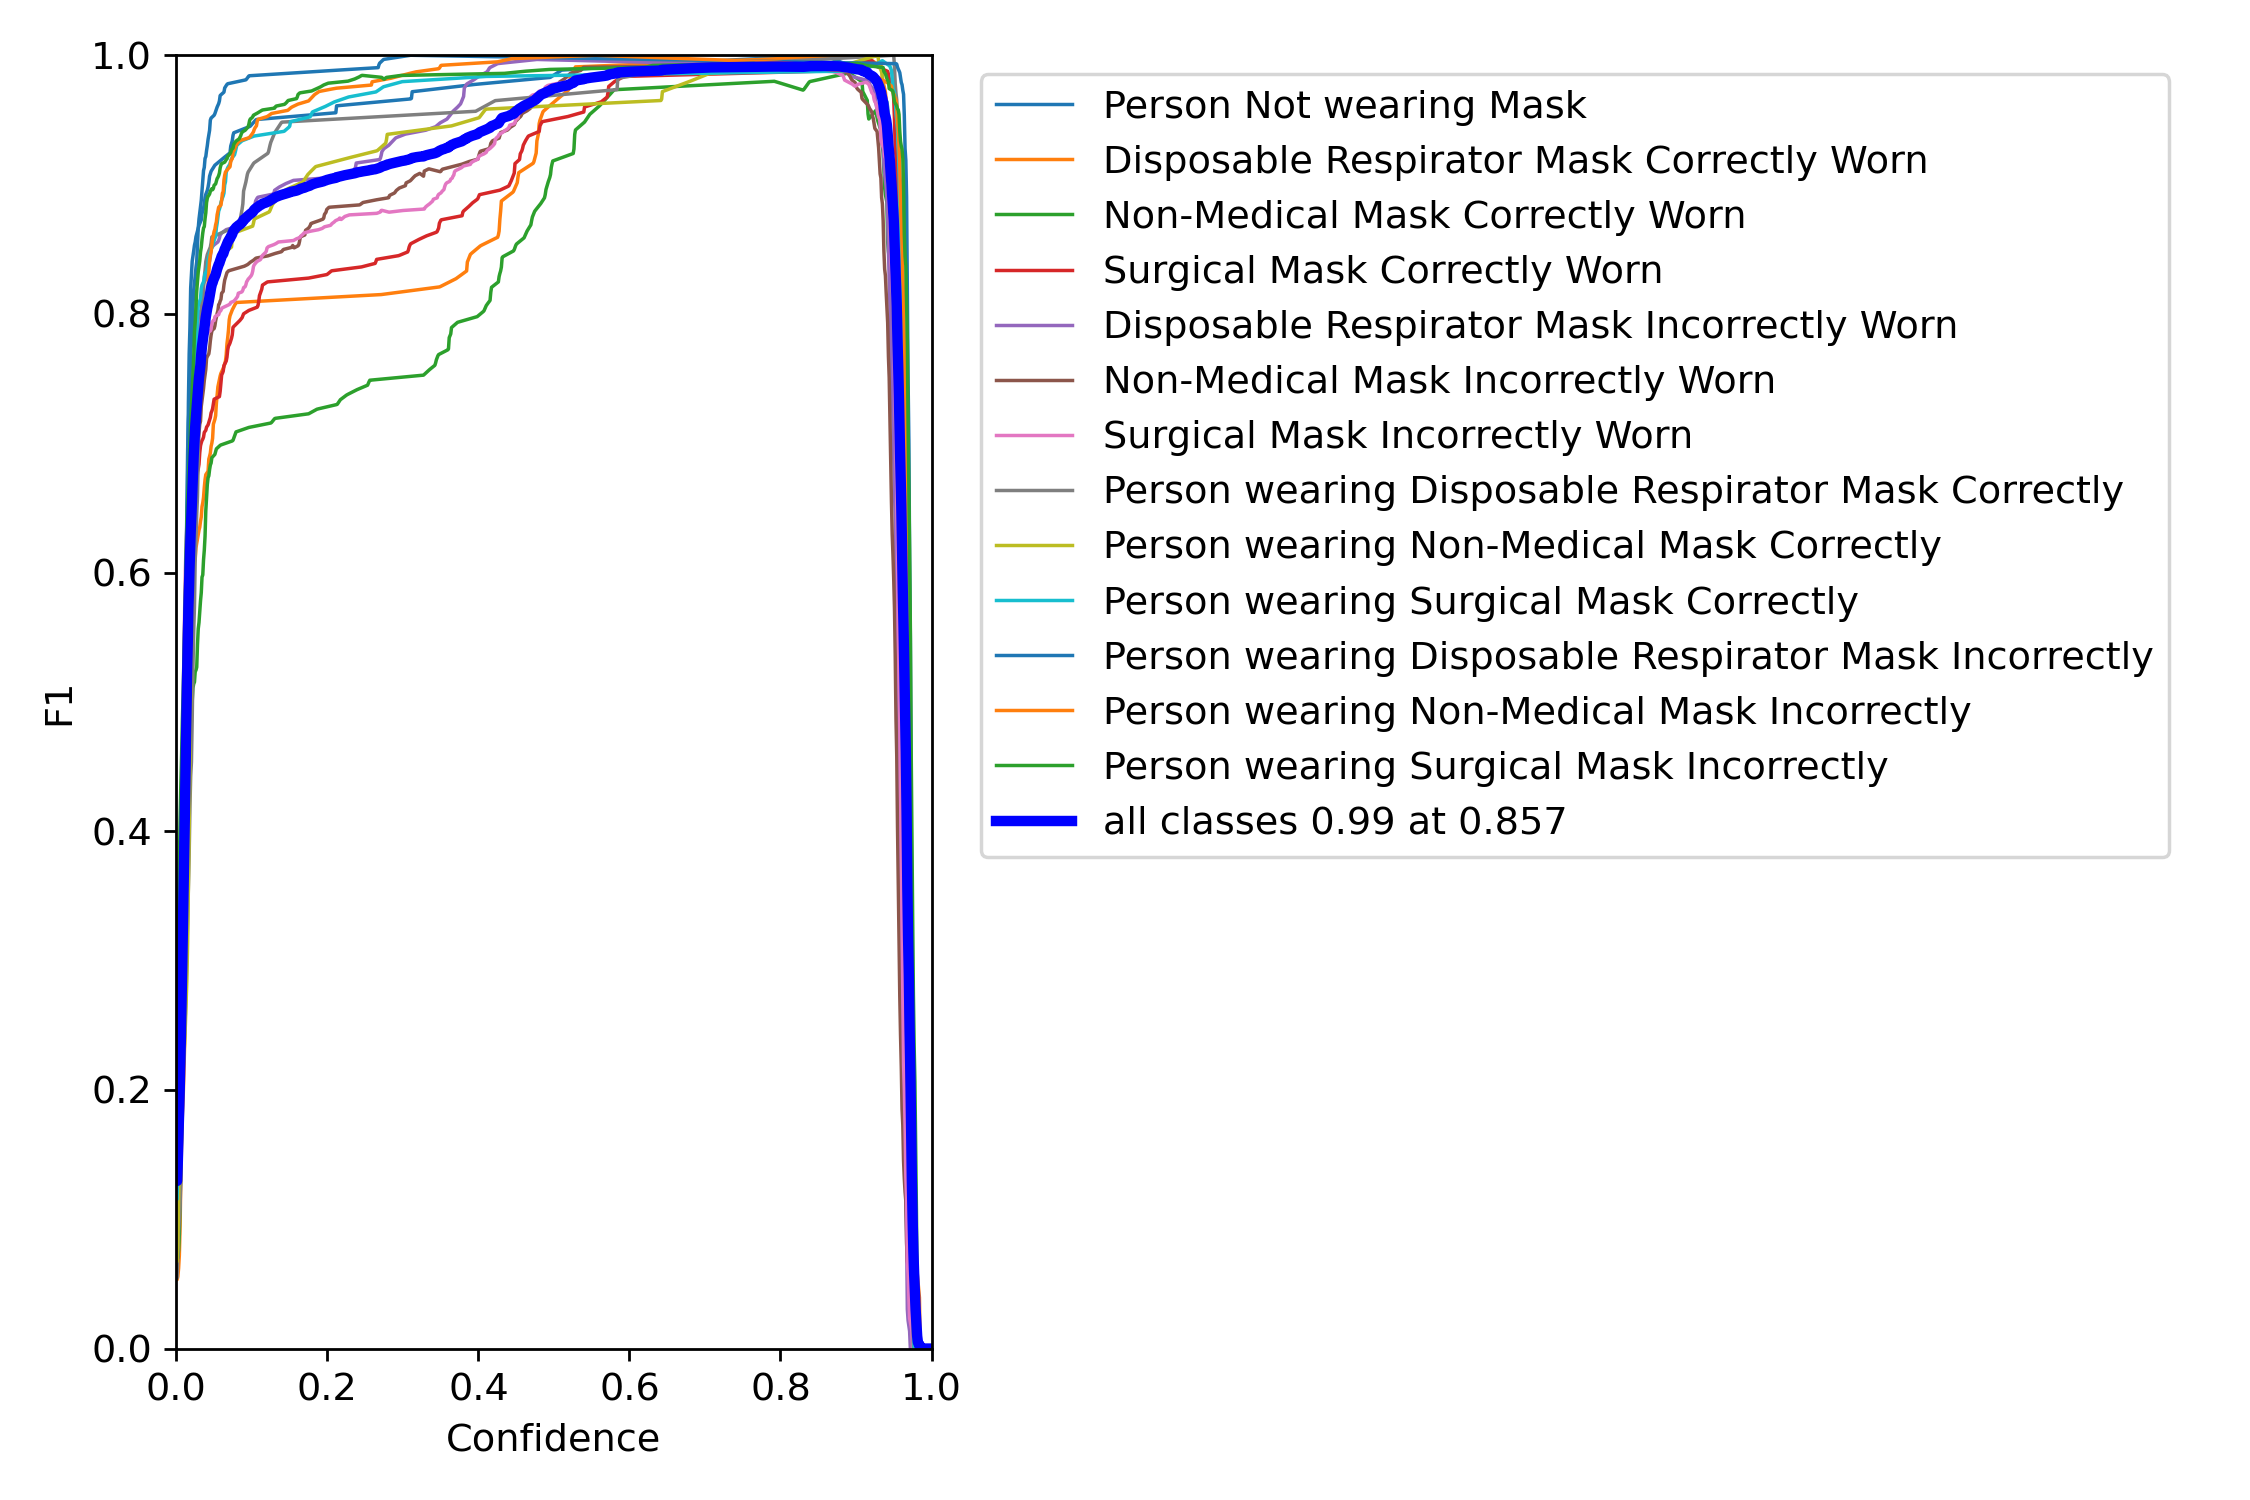 1.0
0.8
0.6
0.4
0.2
0.0
F1
0.0 0.2 0.4 0.6 0.8 1.0
Confidence
Person Not wearing Mask
Disposable Respirator Mask Correctly Worn
Non-Medical Mask Correctly Worn
Surgical Mask Correctly Worn
Disposable Respirator Mask Incorrectly Worn
Non-Medical Mask Incorrectly Worn
Surgical Mask Incorrectly Worn
Person wearing Disposable Respirator Mask Correctly
Person wearing Non-Medical Mask Correctly
Person wearing Surgical Mask Correctly
Person wearing Disposable Respirator Mask Incorrectly
Person wearing Non-Medical Mask Incorrectly
Person wearing Surgical Mask Incorrectly
all classes 0.99 at 0.857